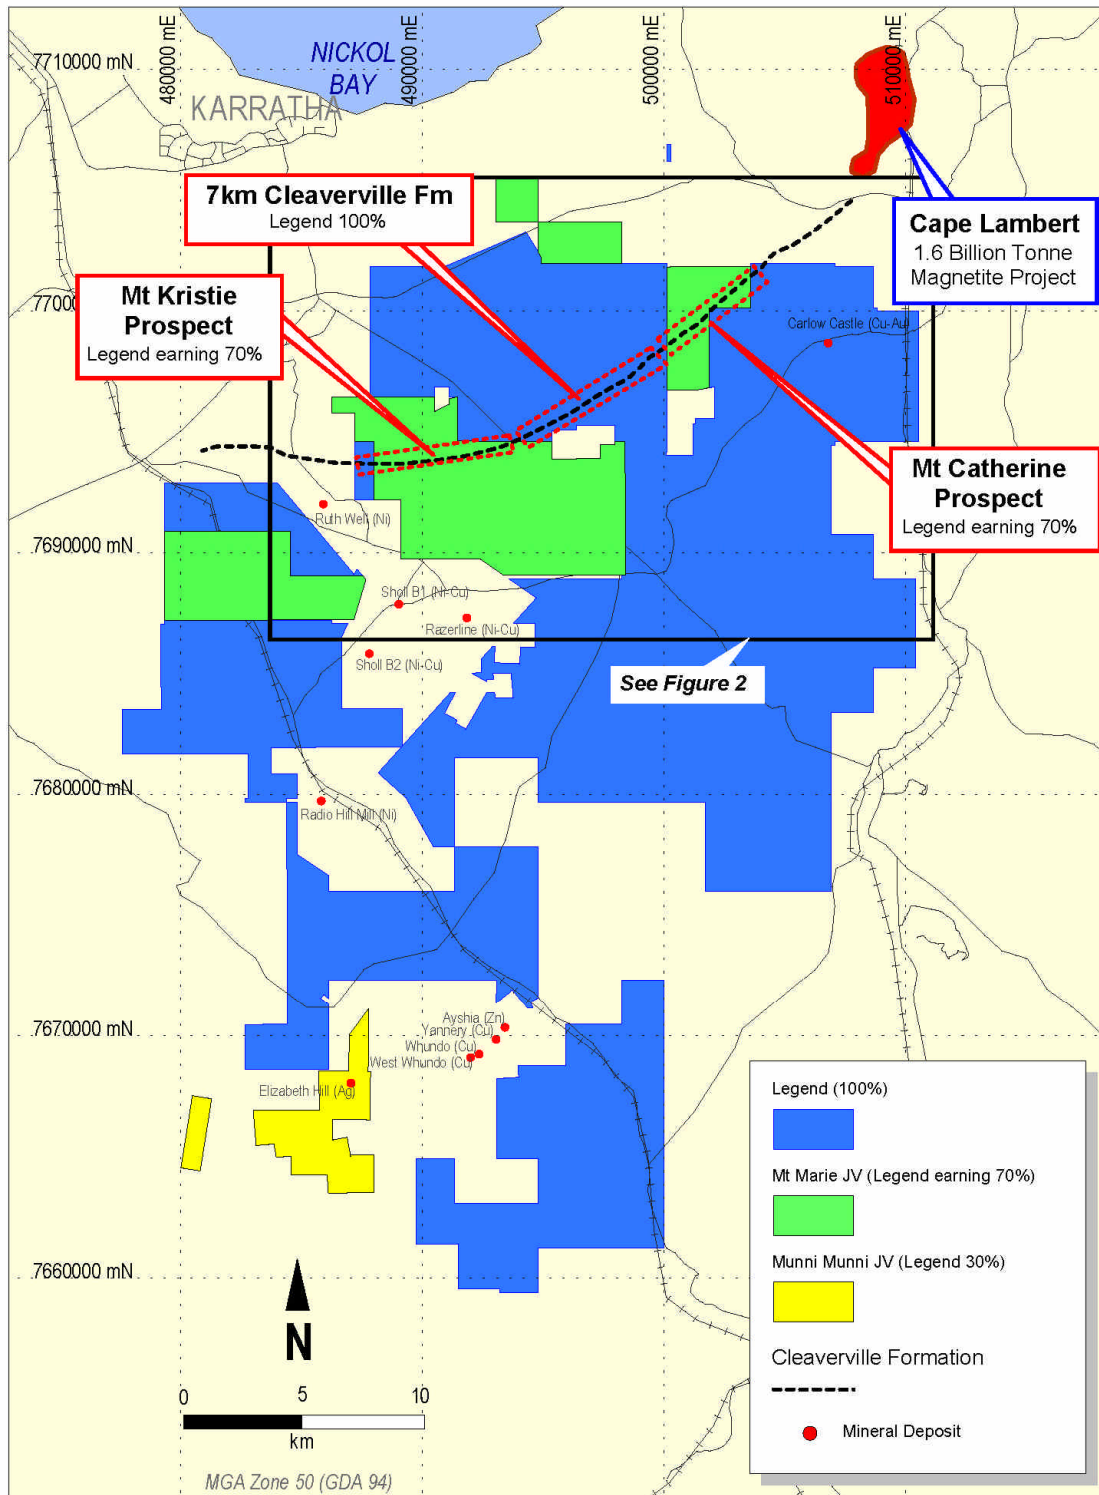 7710000 mN
480000 mE
490000 mE
500000 mE
510000 mE
NICKOL
BAY
KARRATHA
7km Cleaverville Fm
Legend 100%
Cape Lambert
1.6 Billion Tonne
Magnetite Project
Mt Kristie
Prospect
Legend earning 70%
7700000 mN
Carlow Castle (Cu-Au)
Mt Catherine
Prospect
Legend earning 70%
Ruth Well (Ni)
7690000 mN
Sholl B1 (Ni-Cu)
Razerline (Ni-Cu)
Sholl B2 (Ni-Cu)
See Figure 2
7680000 mN
Radio Hill Mill (Ni)
7670000 mN
Ayshia (Zn)
Yannery (Cu)
Whundo (Cu)
West Whundo (Cu)
Elizabeth Hill (Ag)
7660000 mN
N
0 5 10
km
MGA Zone 50 (GDA 94)
Legend (100%)
Mt Marie JV (Legend earning 70%)
Munni Munni JV (Legend 30%)
Cleaverville Formation
Mineral Deposit